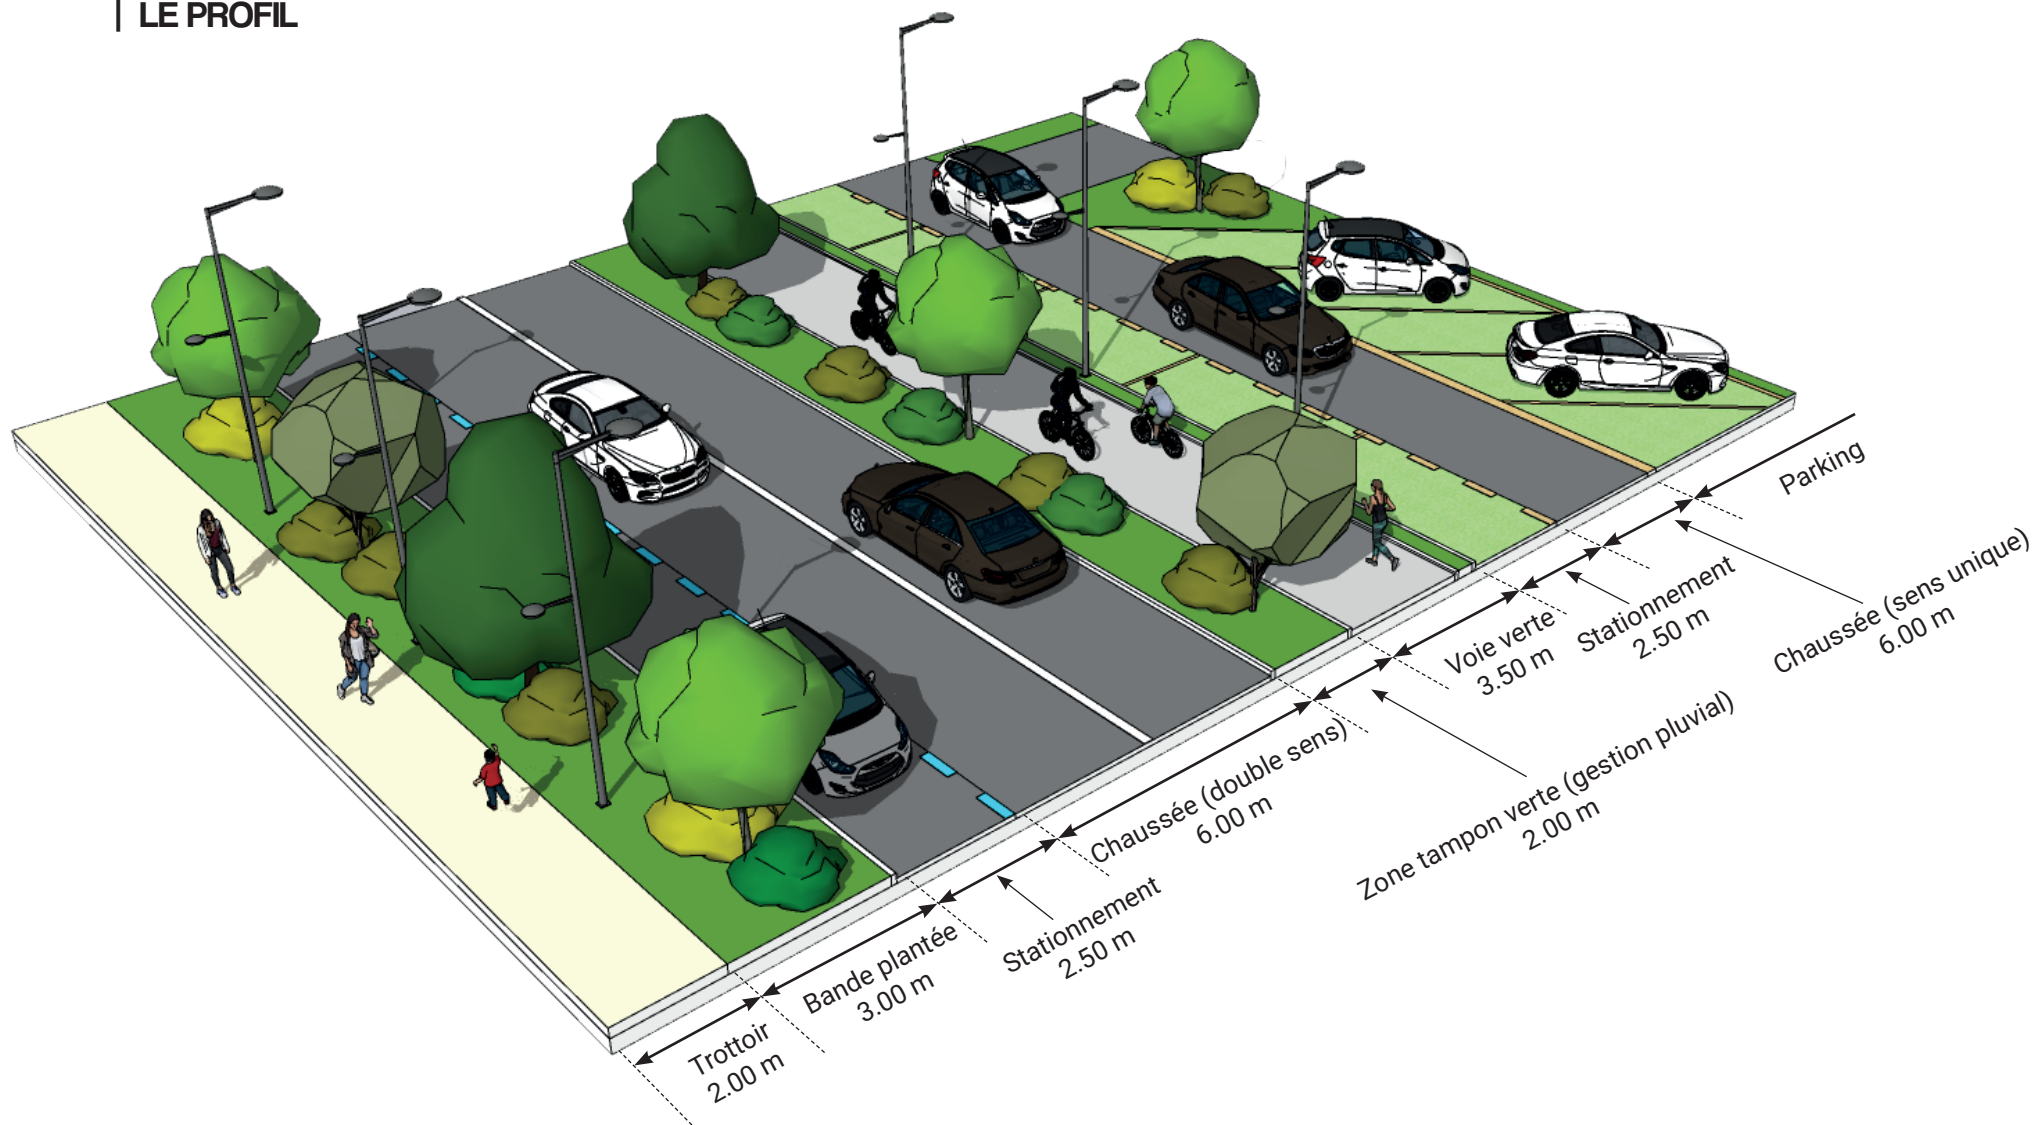 LE PROFIL
Trottoir
2.00 m
Bande plantée
3.00 m
Stationnement
2.50 m
Chaussée (double sens)
6.00 m
Zone tampon verte (gestion pluvial)
2.00 m
Voie verte
3.50 m
Stationnement
2.50 m
Chaussée (sens unique)
6.00 m
Parking